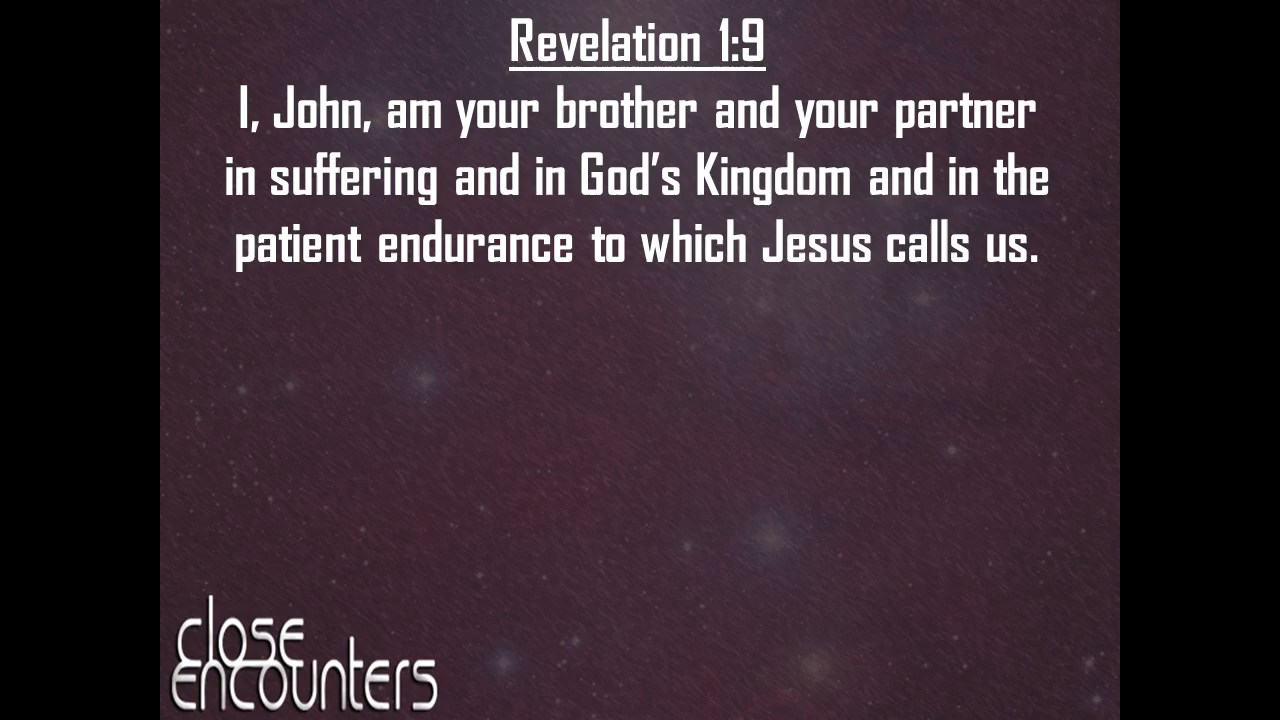 Revelation 1:9
I, John, am your brother and your partner
in suffering and in God's Kingdom and in the
patient endurance to which Jesus calls us.
close
encounters